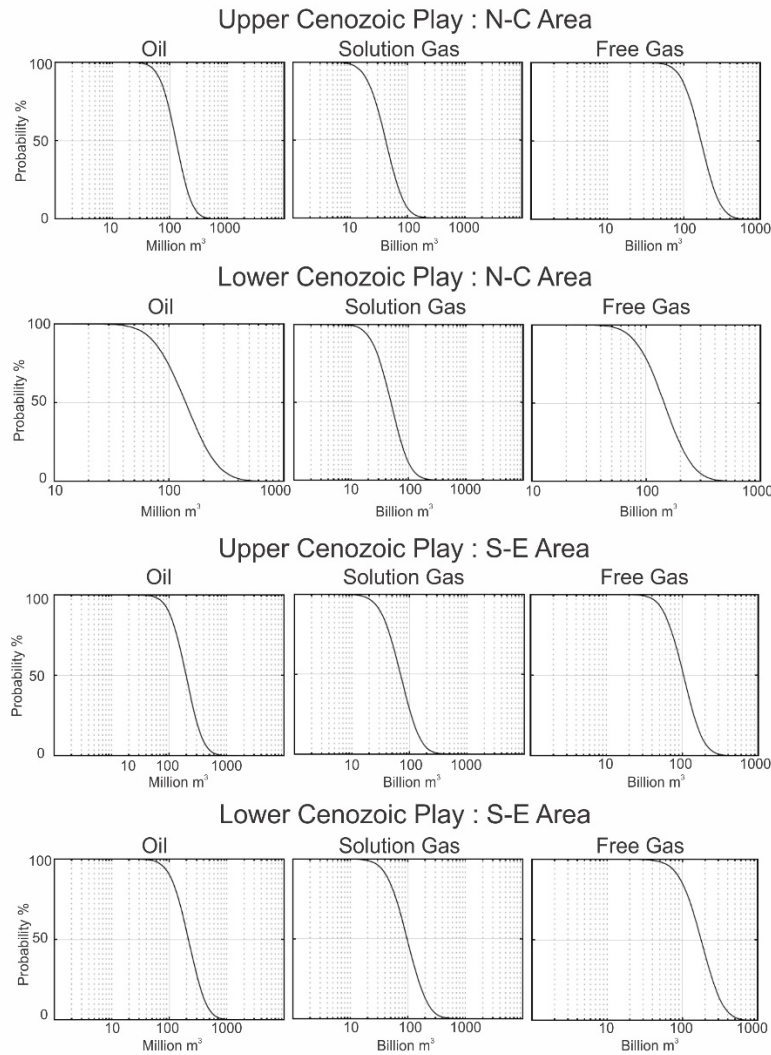 Upper Cenozoic Play : N-C Area
Oil Solution Gas Free Gas
Probability %
100
50
0
10 100 1000 10 100 1000 10 100 1000
Million m³ Billion m³ Billion m³
Lower Cenozoic Play : N-C Area
Oil Solution Gas Free Gas
Probability %
100
50
0
10 100 1000 10 100 1000 10 100 1000
Million m³ Billion m³ Billion m³
Upper Cenozoic Play : S-E Area
Oil Solution Gas Free Gas
Probability %
100
50
0
10 100 1000 10 100 1000 10 100 1000
Million m³ Billion m³ Billion m³
Lower Cenozoic Play : S-E Area
Oil Solution Gas Free Gas
Probability %
100
50
0
10 100 1000 10 100 1000 10 100 1000
Million m³ Billion m³ Billion m³